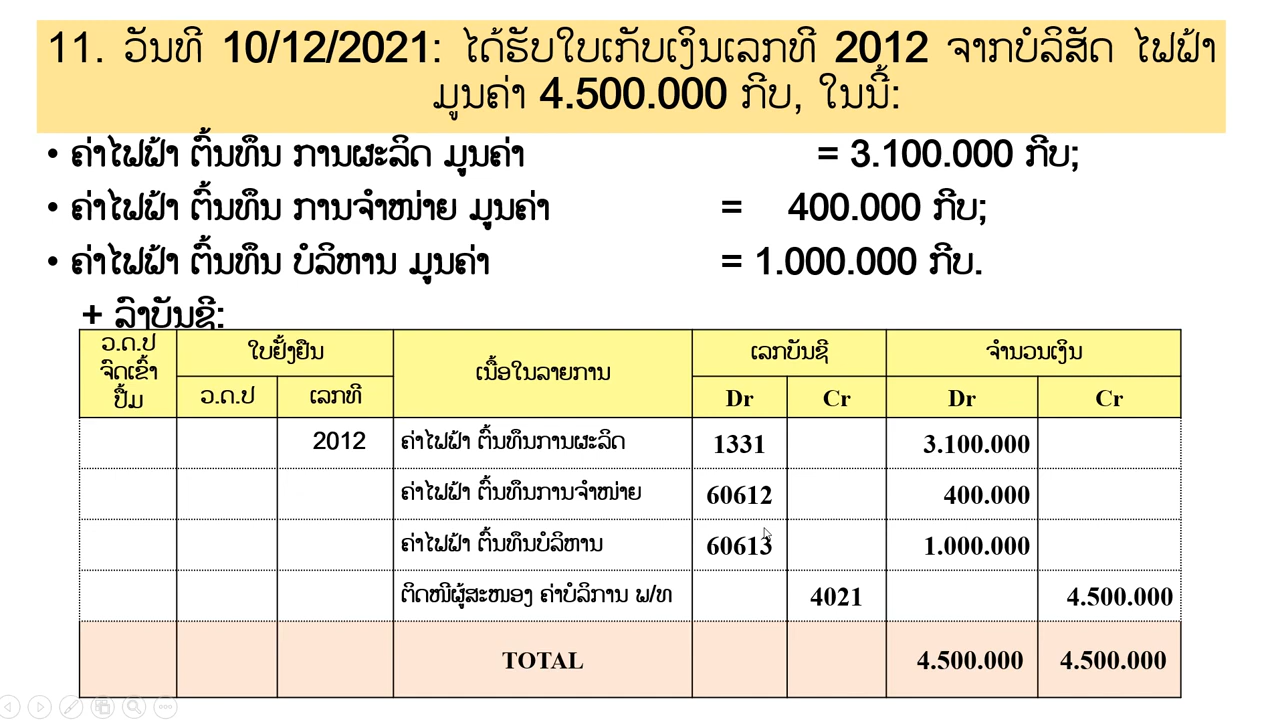 11. ວັນທີ 10/12/2021: ໄດ້ຮັບໃບເກັບເງິນເລກທີ 2012 ຈາກບໍລິສັດ ໄຟຟ້າ
ມູນຄ່າ 4.500.000 ກີບ, ໃນນີ້:
• ຄ່າໄຟຟ້າ ຕົ້ນທຶນ ການຜະລິດ ມູນຄ່າ = 3.100.000 ກີບ;
• ຄ່າໄຟຟ້າ ຕົ້ນທຶນ ການຈຳໜ່າຍ ມູນຄ່າ = 400.000 ກີບ;
• ຄ່າໄຟຟ້າ ຕົ້ນທຶນ ບໍລິຫານ ມູນຄ່າ = 1.000.000 ກີບ.
+ ລົງບັນຊີ:
ວ.ດ.ປ ຈົດເຂົ້າ ປຶ້ມ
ໃບຢັ້ງຢືນ
ເນື້ອໃນລາຍການ
ເລກບັນຊີ
ຈຳນວນເງິນ
ວ.ດ.ປ ເລກທີ Dr Cr Dr Cr
2012 ຄ່າໄຟຟ້າ ຕົ້ນທຶນການຜະລິດ 1331 3.100.000
ຄ່າໄຟຟ້າ ຕົ້ນທຶນການຈຳໜ່າຍ 60612 400.000
ຄ່າໄຟຟ້າ ຕົ້ນທຶນບໍລິຫານ 60613 1.000.000
ຕິດໜີ້ຜູ້ສະໜອງ ຄ່າບໍລິການ ພ/ທ 4021 4.500.000
TOTAL 4.500.000 4.500.000